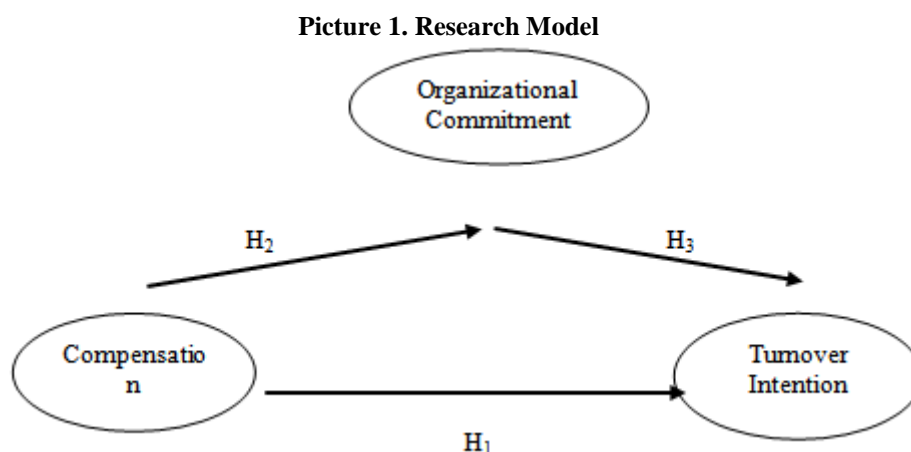 Picture 1. Research Model
Organizational
Commitment
H₂
H₃
Compensatio
n
Turnover
Intention
H₁